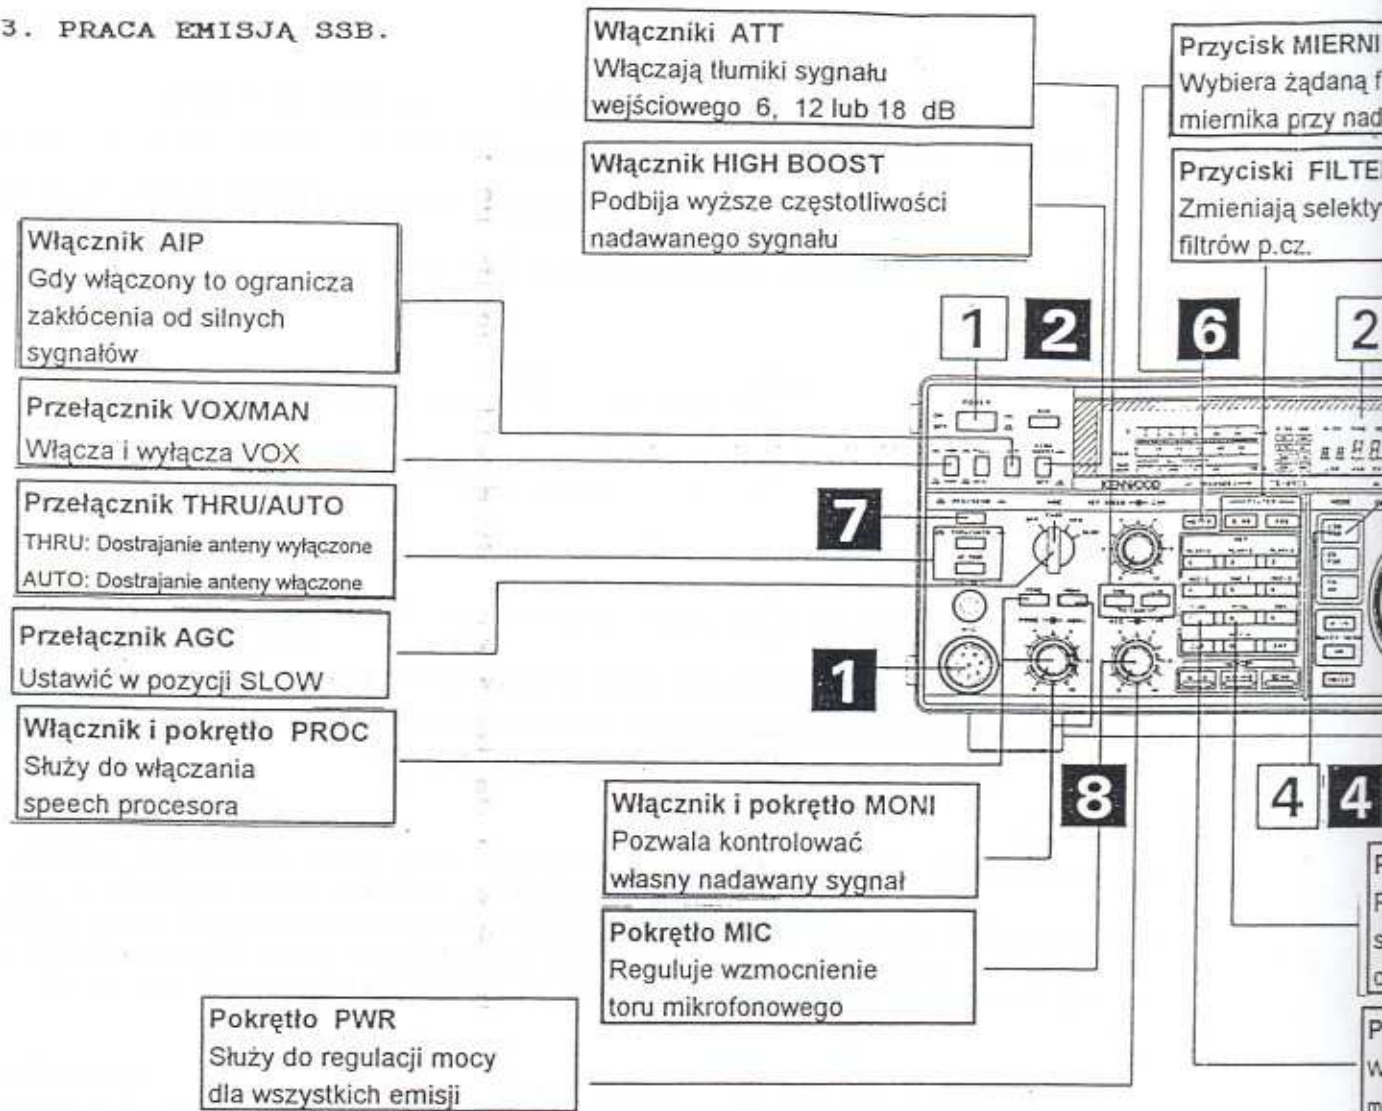 3. PRACA EMISJĄ SSB.
Włączniki ATT
Włączają tłumiki sygnału
wejściowego 6, 12 lub 18 dB
Przycisk MIERNI
Wybiera żądaną f
miernika przy nad
Włącznik HIGH BOOST
Podbija wyższe częstotliwości
nadawanego sygnału
Przyciski FILTE
Zmieniają selekty
filtrów p.cz.
Włącznik AIP
Gdy włączony to ogranicza
zakłócenia od silnych
sygnałów
Przełącznik VOX/MAN
Włącza i wyłącza VOX
Przełącznik THRU/AUTO
THRU: Dostrajanie anteny wyłączone
AUTO: Dostrajanie anteny włączone
Przełącznik AGC
Ustawić w pozycji SLOW
Włącznik i pokrętło PROC
Służy do włączania
speech procesora
1 2 6 2
POWER
KENWOOD
7
1
8
4 4
Włącznik i pokrętło MONI
Pozwala kontrolować
własny nadawany sygnał
Pokrętło MIC
Reguluje wzmocnienie
toru mikrofonowego
Pokrętło PWR
Służy do regulacji mocy
dla wszystkich emisji